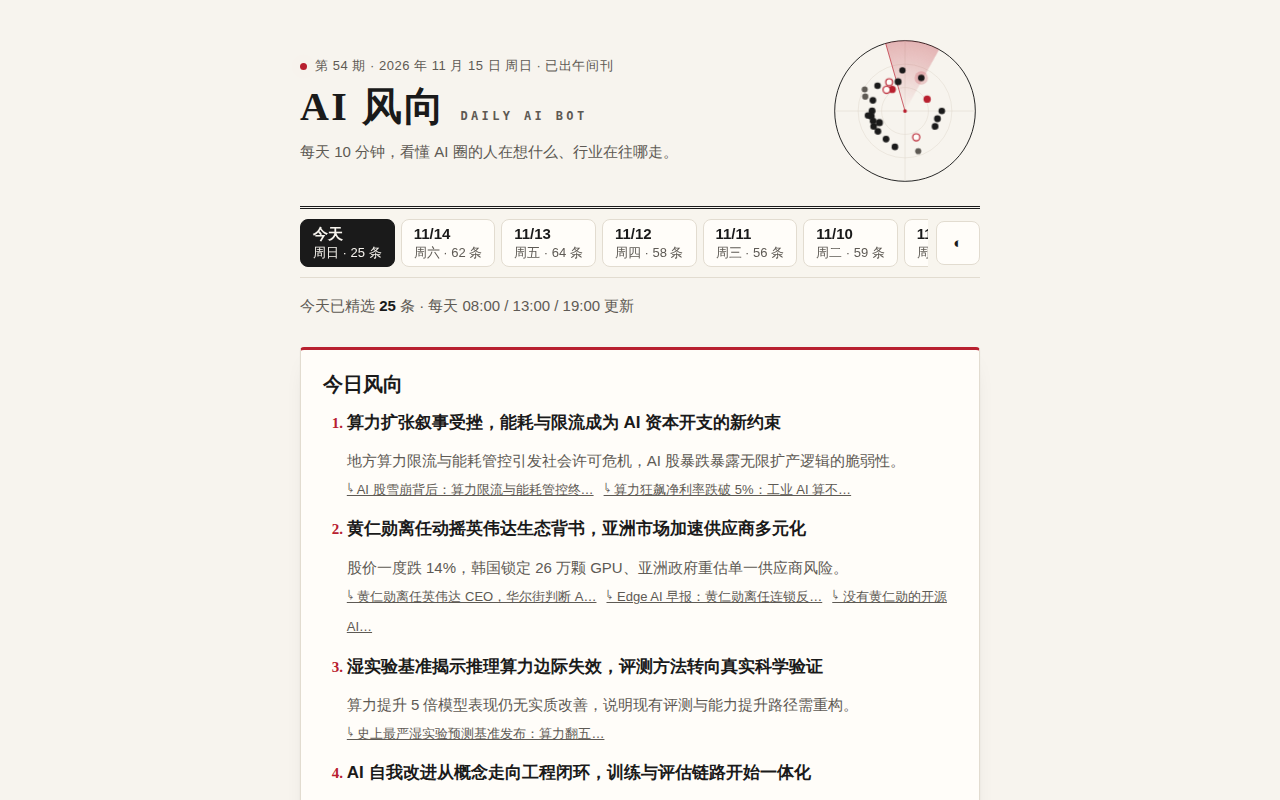 第 54 期 · 2026 年 11 月 15 日 周日 · 已出午间刊
AI 风向 DAILY AI BOT
每天 10 分钟，看懂 AI 圈的人在想什么、行业在往哪走。
今天 11/14 11/13 11/12 11/11 11/10
周日 · 25 条 周六 · 62 条 周五 · 64 条 周四 · 58 条 周三 · 56 条 周二 · 59 条 周
今天已精选 25 条 · 每天 08:00 / 13:00 / 19:00 更新
今日风向
1. 算力扩张叙事受挫，能耗与限流成为 AI 资本开支的新约束
地方算力限流与能耗管控引发社会许可危机，AI 股暴跌暴露无限扩产逻辑的脆弱性。
↳ AI 股雪崩背后：算力限流与能耗管控终… ↳ 算力狂飙净利率跌破 5%：工业 AI 算不…
2. 黄仁勋离任动摇英伟达生态背书，亚洲市场加速供应商多元化
股价一度跌 14%，韩国锁定 26 万颗 GPU、亚洲政府重估单一供应商风险。
↳ 黄仁勋离任英伟达 CEO，华尔街判断 A… ↳ Edge AI 早报：黄仁勋离任连锁反… ↳ 没有黄仁勋的开源
AI…
3. 湿实验基准揭示推理算力边际失效，评测方法转向真实科学验证
算力提升 5 倍模型表现仍无实质改善，说明现有评测与能力提升路径需重构。
↳ 史上最严湿实验预测基准发布：算力翻五…
4. AI 自我改进从概念走向工程闭环，训练与评估链路开始一体化